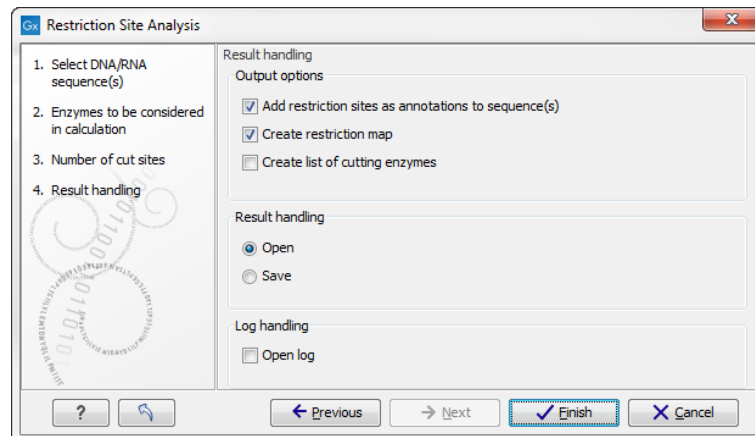 Gx Restriction Site Analysis
X
1. Select DNA/RNA
sequence(s)
2. Enzymes to be considered
in calculation
3. Number of cut sites
4. Result handling
Result handling
Output options
Add restriction sites as annotations to sequence(s)
Create restriction map
Create list of cutting enzymes
Result handling
Open
Save
Log handling
Open log
?
Previous
Next
Finish
Cancel